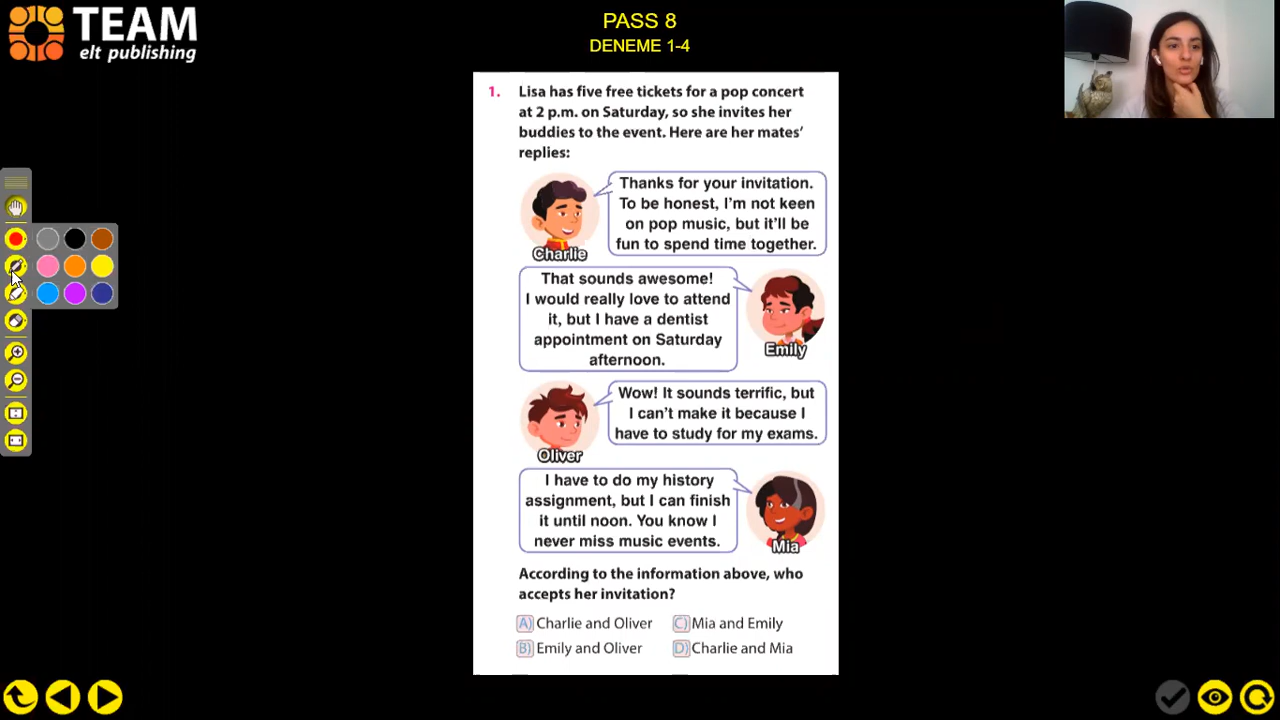 TEAM
elt publishing
PASS 8
DENEME 1-4
1. Lisa has five free tickets for a pop concert
at 2 p.m. on Saturday, so she invites her
buddies to the event. Here are her mates'
replies:
Thanks for your invitation.
To be honest, I'm not keen
on pop music, but it'll be
fun to spend time together.
Charlie
That sounds awesome!
I would really love to attend
it, but I have a dentist
appointment on Saturday
afternoon.
Emily
Wow! It sounds terrific, but
I can't make it because I
have to study for my exams.
Oliver
I have to do my history
assignment, but I can finish
it until noon. You know I
never miss music events.
Mia
According to the information above, who
accepts her invitation?
A) Charlie and Oliver
B) Emily and Oliver
C) Mia and Emily
D) Charlie and Mia